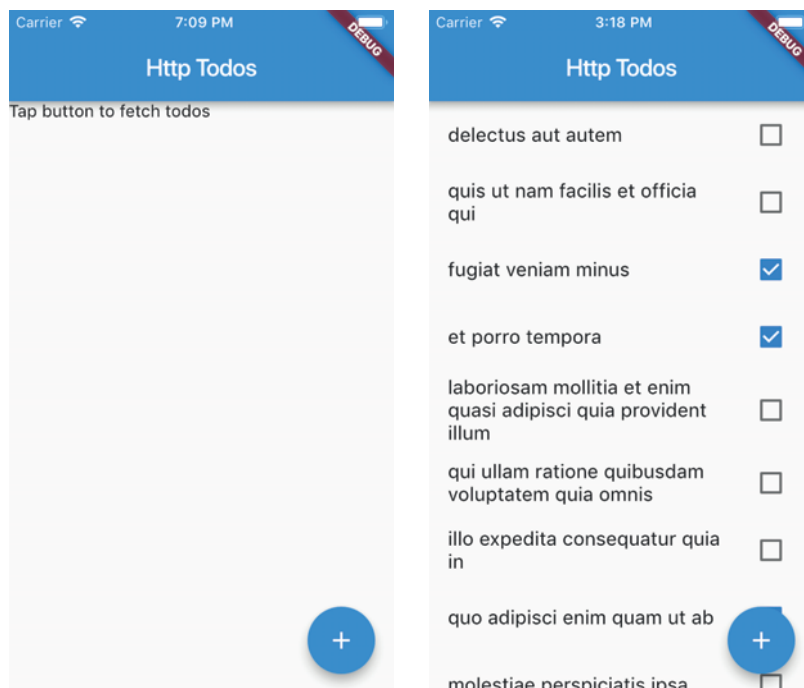 Carrier
7:09 PM
DEBUG
Http Todos
Tap button to fetch todos
Carrier
3:18 PM
DEBUG
Http Todos
delectus aut autem
quis ut nam facilis et officia
qui
fugiat veniam minus
et porro tempora
laboriosam mollitia et enim
quasi adipisci quia provident
illum
qui ullam ratione quibusdam
voluptatem quia omnis
illo expedita consequatur quia
in
quo adipisci enim quam ut ab
molestiae perspiciatis ipsa